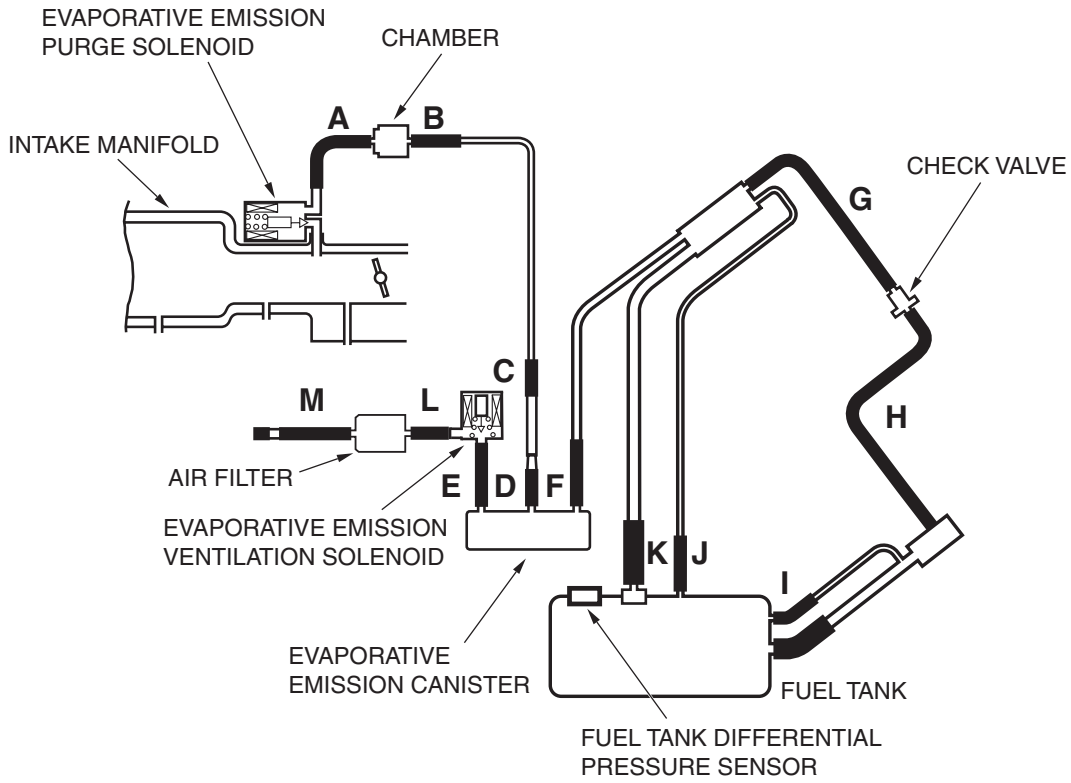 EVAPORATIVE EMISSION
PURGE SOLENOID
CHAMBER
A
B
INTAKE MANIFOLD
CHECK VALVE
G
C
M
L
H
AIR FILTER
E
D
F
EVAPORATIVE EMISSION
VENTILATION SOLENOID
K
J
I
EVAPORATIVE
EMISSION CANISTER
FUEL TANK
FUEL TANK DIFFERENTIAL
PRESSURE SENSOR